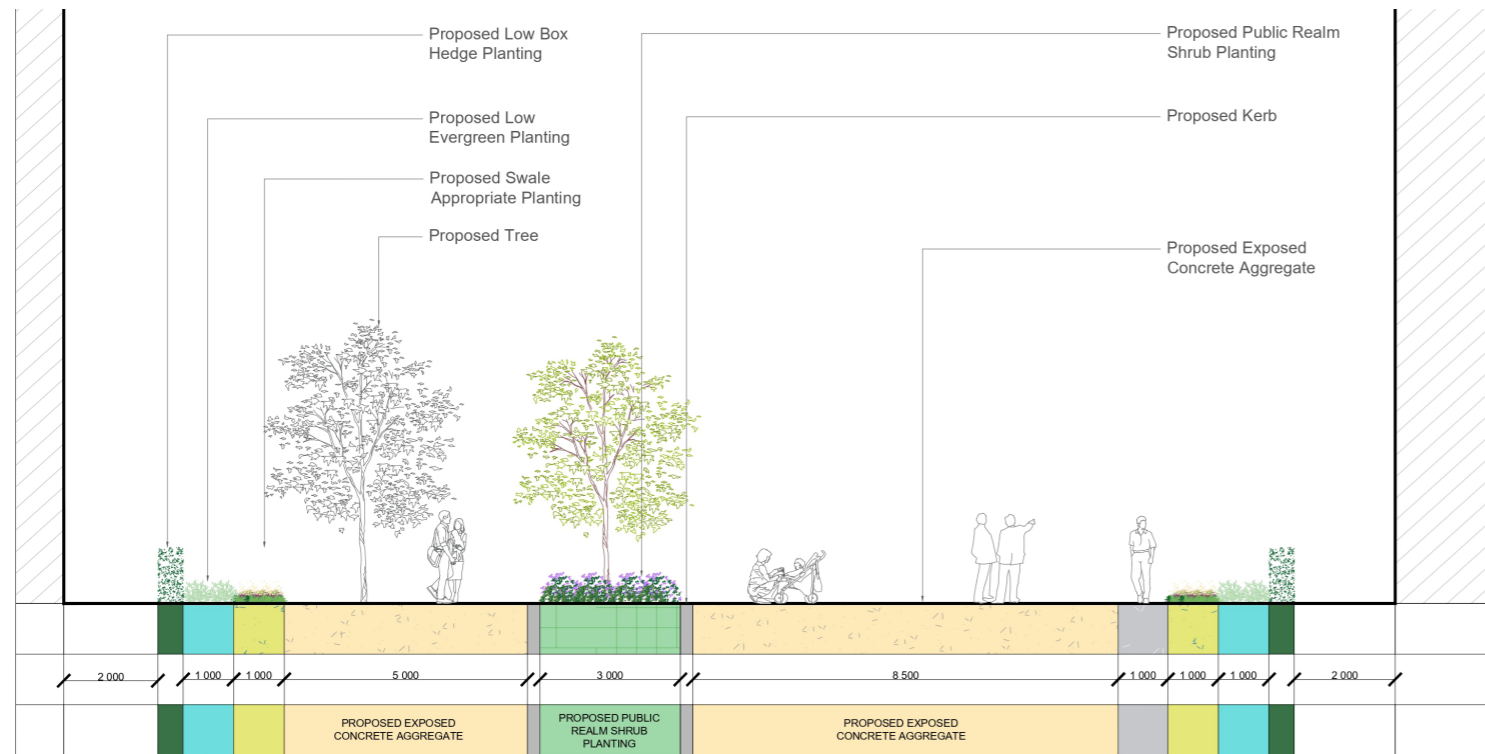 Proposed Low Box
Hedge Planting
Proposed Low
Evergreen Planting
Proposed Swale
Appropriate Planting
Proposed Tree
Proposed Public Realm
Shrub Planting
Proposed Kerb
Proposed Exposed
Concrete Aggregate
2 000
1 000
1 000
5 000
3 000
8 500
1 000
1 000
1 000
2 000
PROPOSED EXPOSED
CONCRETE AGGREGATE
PROPOSED PUBLIC
REALM SHRUB
PLANTING
PROPOSED EXPOSED
CONCRETE AGGREGATE